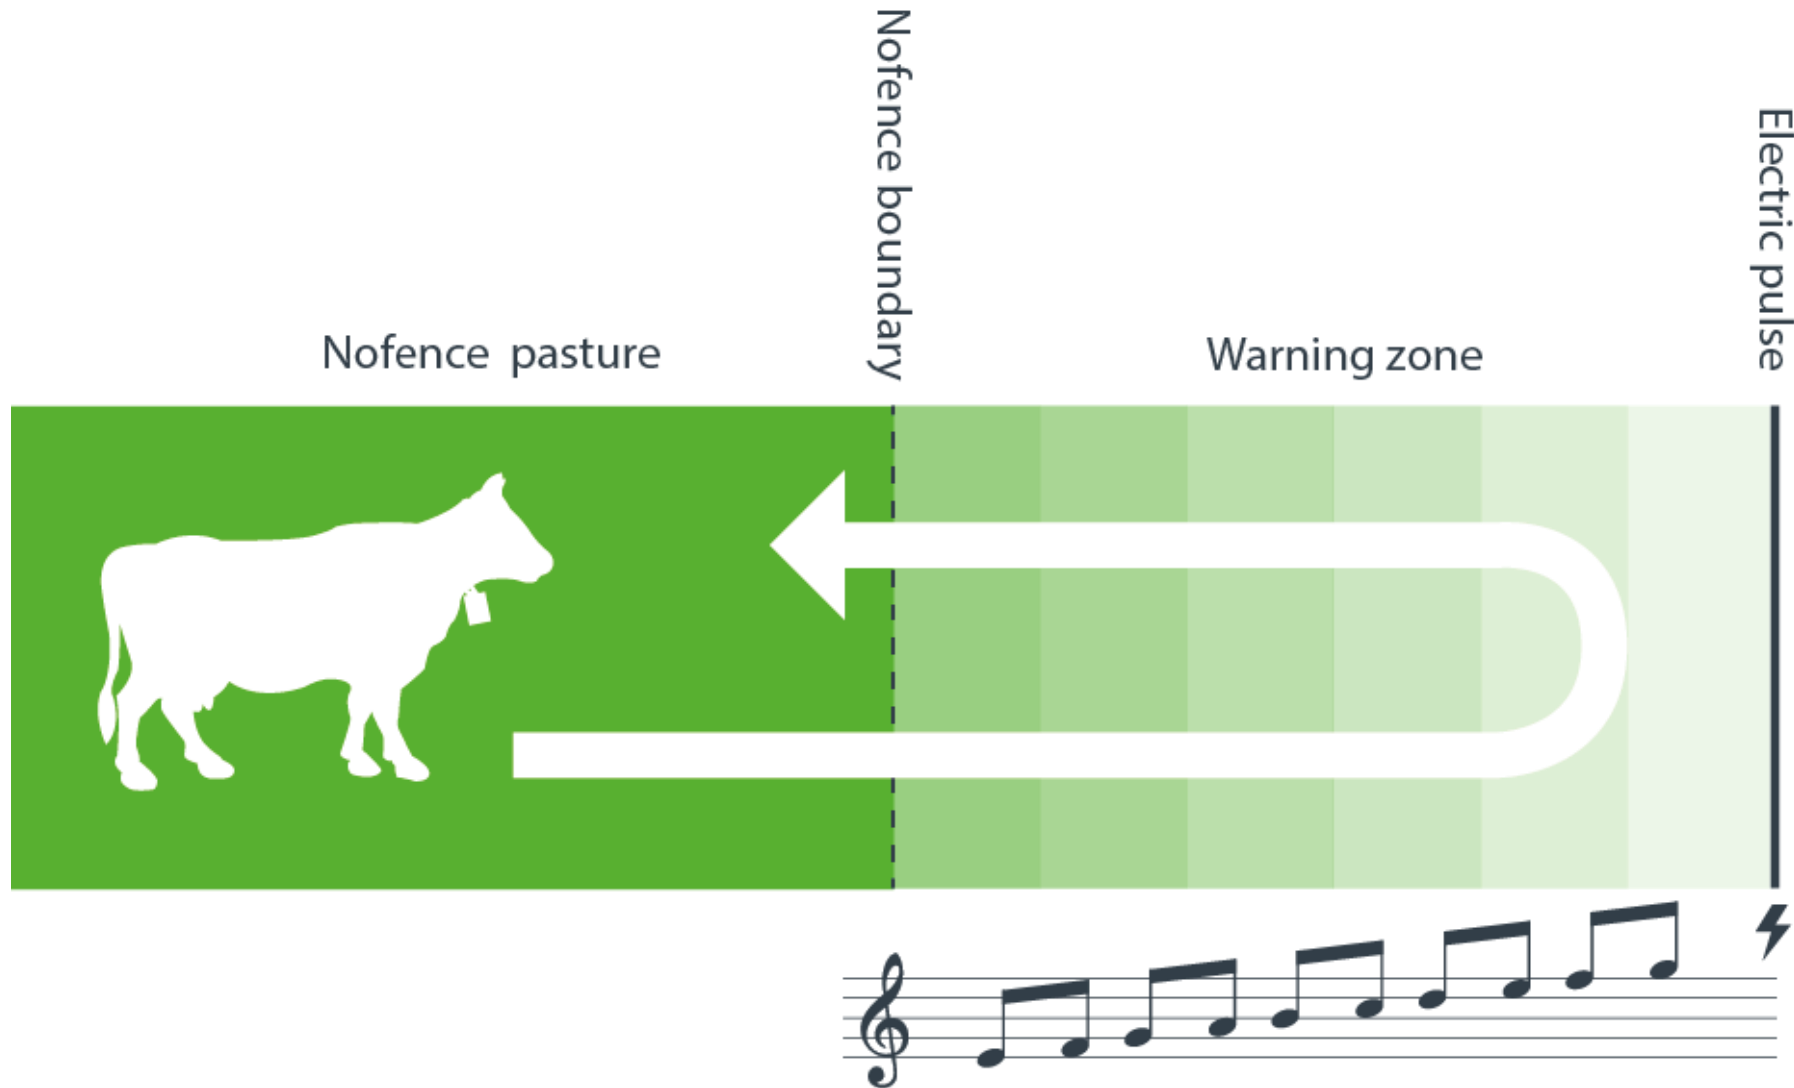 Nofence boundary
Electric pulse
Nofence pasture
Warning zone